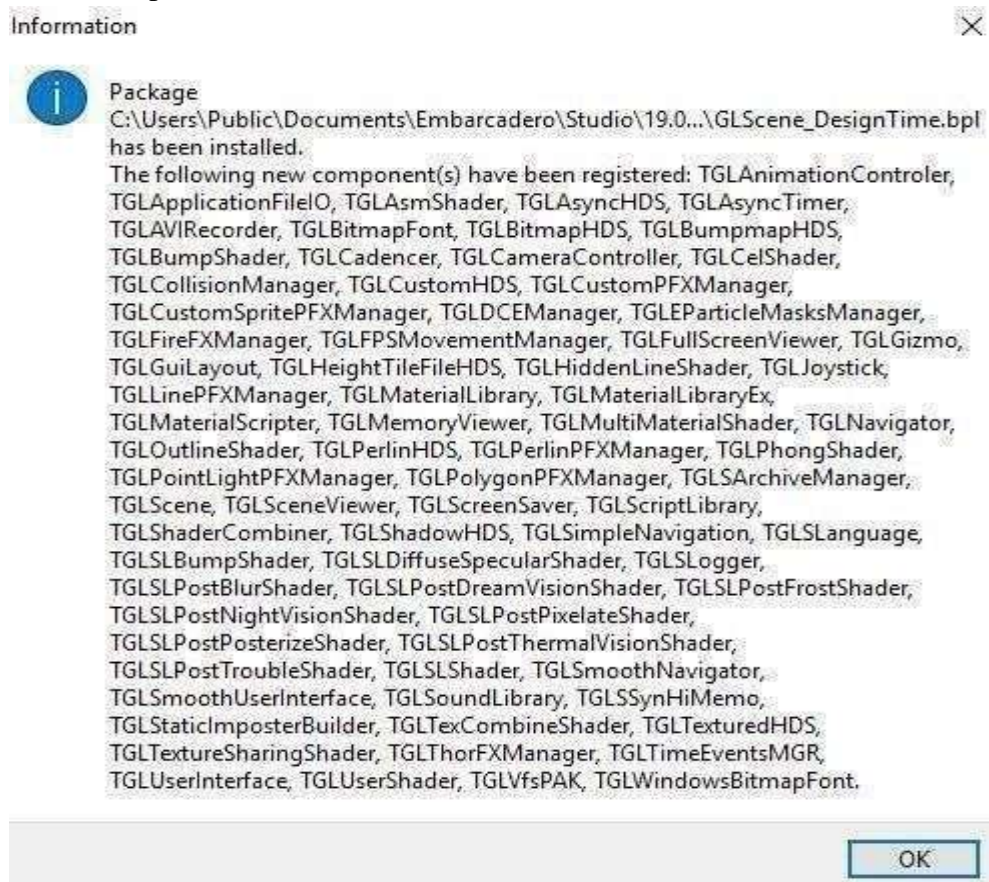 Information
Package
C:\Users\Public\Documents\Embarcadero\Studio\19.0...\GLScene_DesignTime.bpl
has been installed.
The following new component(s) have been registered: TGLAnimationControler,
TGLApplicationFileIO, TGLAsmShader, TGLAsyncHDS, TGLAsyncTimer,
TGLAVIRecorder, TGLBitmapFont, TGLBitmapHDS, TGLBumpmapHDS,
TGLBumpShader, TGLCadencer, TGLCameraController, TGLCelShader,
TGLCollisionManager, TGLCustomHDS, TGLCustomPFXManager,
TGLCustomSpritePFXManager, TGLDCEManager, TGLEParticleMasksManager,
TGLFireFXManager, TGLFPSMovementManager, TGLFullScreenViewer, TGLGizmo,
TGLGuiLayout, TGLHeightTileFileHDS, TGLHiddenLineShader, TGLJoystick,
TGLLinePFXManager, TGLMaterialLibrary, TGLMaterialLibraryEx,
TGLMaterialScripter, TGLMemoryViewer, TGLMultiMaterialShader, TGLNavigator,
TGLOutlineShader, TGLPerlinHDS, TGLPerlinPFXManager, TGLPhongShader,
TGLPointLightPFXManager, TGLPolygonPFXManager, TGLSArchiveManager,
TGLScene, TGLSceneViewer, TGLScreenSaver, TGLScriptLibrary,
TGLShaderCombiner, TGLShadowHDS, TGLSimpleNavigation, TGLSLanguage,
TGLSLBumpShader, TGLSLDiffuseSpecularShader, TGLSLogger,
TGLSLPostBlurShader, TGLSLPostDreamVisionShader, TGLSLPostFrostShader,
TGLSLPostNightVisionShader, TGLSLPostPixelateShader,
TGLSLPostPosterizeShader, TGLSLPostThermalVisionShader,
TGLSLPostTroubleShader, TGLSLShader, TGLSmoothNavigator,
TGLSmoothUserInterface, TGLSoundLibrary, TGLSSynHiMemo,
TGLStaticImposterBuilder, TGLTexCombineShader, TGLTexturedHDS,
TGLTextureSharingShader, TGLThorFXManager, TGLTimeEventsMGR,
TGLUserInterface, TGLUserShader, TGLVfsPAK, TGLWindowsBitmapFont.
OK